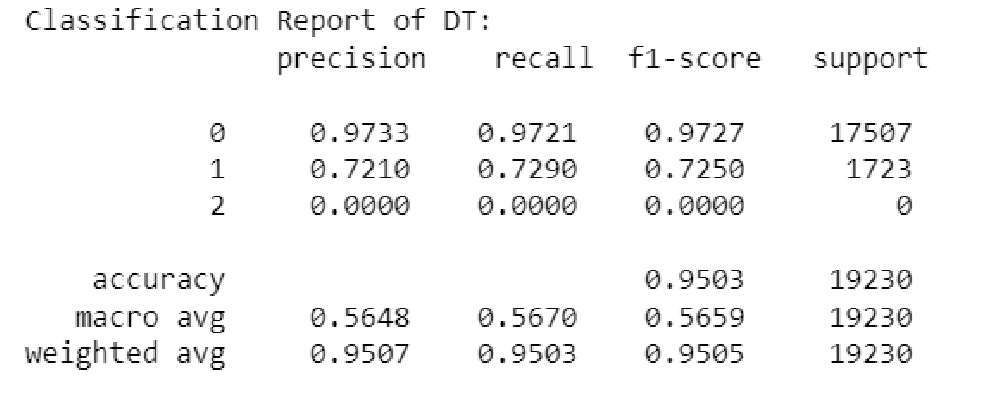 Classification Report of DT:
precision recall f1-score support
0 0.9733 0.9721 0.9727 17507
1 0.7210 0.7290 0.7250 1723
2 0.0000 0.0000 0.0000 0
accuracy 0.9503 19230
macro avg 0.5648 0.5670 0.5659 19230
weighted avg 0.9507 0.9503 0.9505 19230